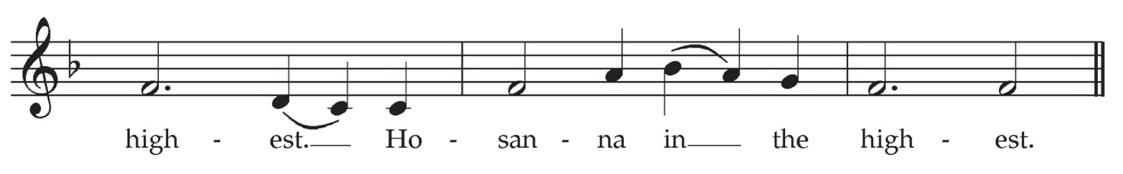 high - est. Ho - san - na in the high - est.